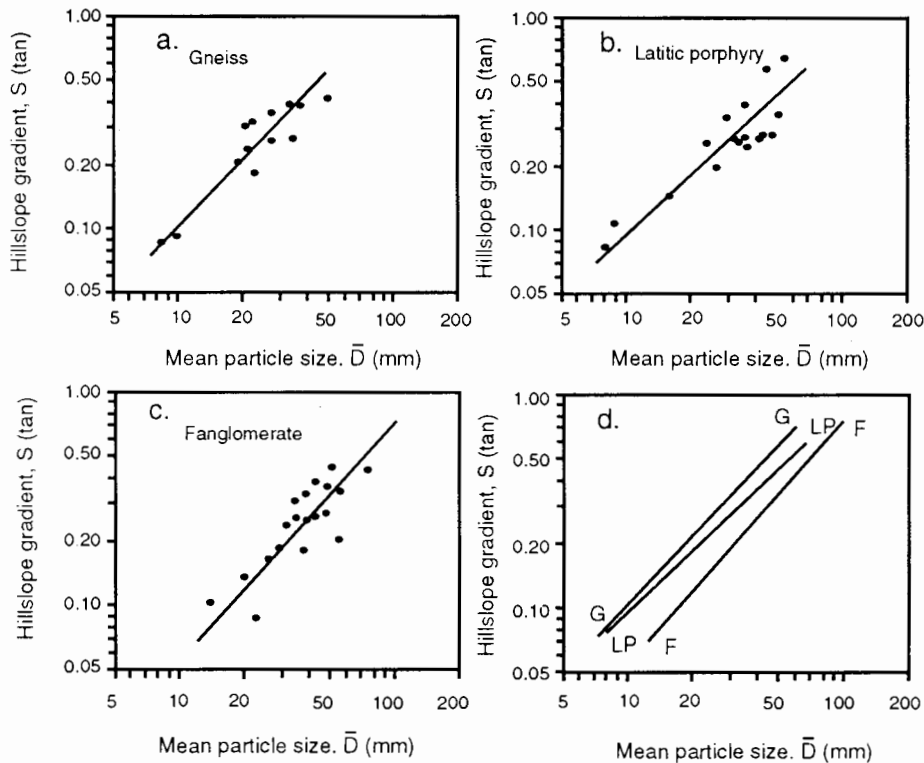 a.
Gneiss
Hillslope gradient, S (tan)
1.00
0.50
0.20
0.10
0.05
5 10 20 50 100 200
Mean particle size. D̅ (mm)
b.
Latitic porphyry
Hillslope gradient, S (tan)
1.00
0.50
0.20
0.10
0.05
5 10 20 50 100 200
Mean particle size. D̅ (mm)
c.
Fanglomerate
Hillslope gradient, S (tan)
1.00
0.50
0.20
0.10
0.05
5 10 20 50 100 200
Mean particle size. D̅ (mm)
d.
G LP F
Hillslope gradient, S (tan)
1.00
0.50
0.20
0.10
0.05
G LP F
5 10 20 50 100 200
Mean particle size. D̅ (mm)